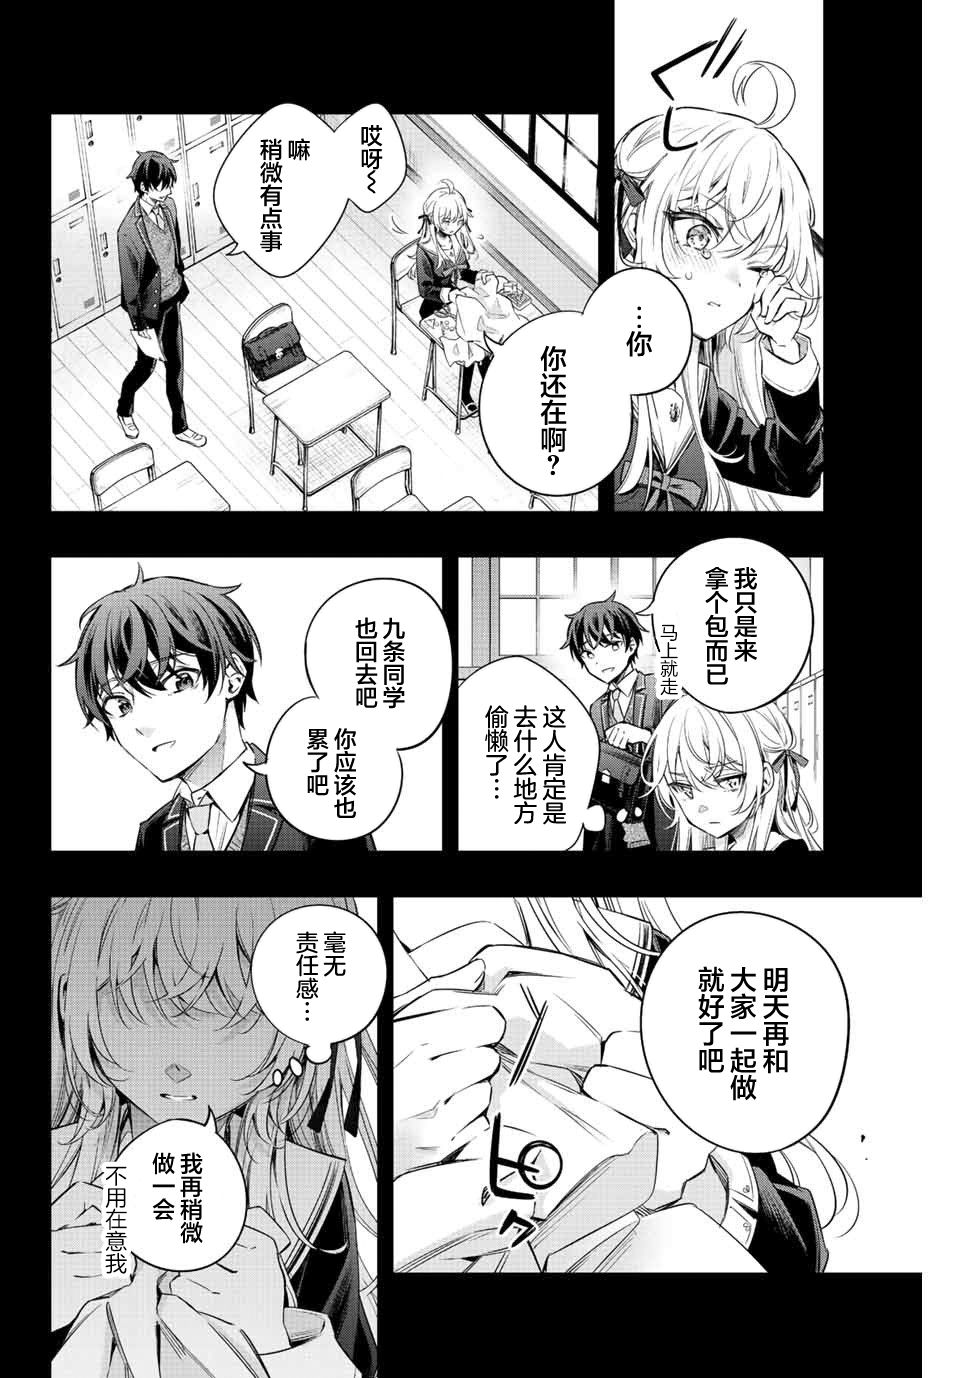 …你
你还在啊？
哎呀～
嘛
稍微有点事
我只是来
拿个包而已
马上就走
这人肯定是
去什么地方
偷懒了…
九条同学
也回去吧
你应该也
累了吧
明天再和
大家一起做
就好了吧
毫无
责任感…
我再稍微
做一会
不用在意我